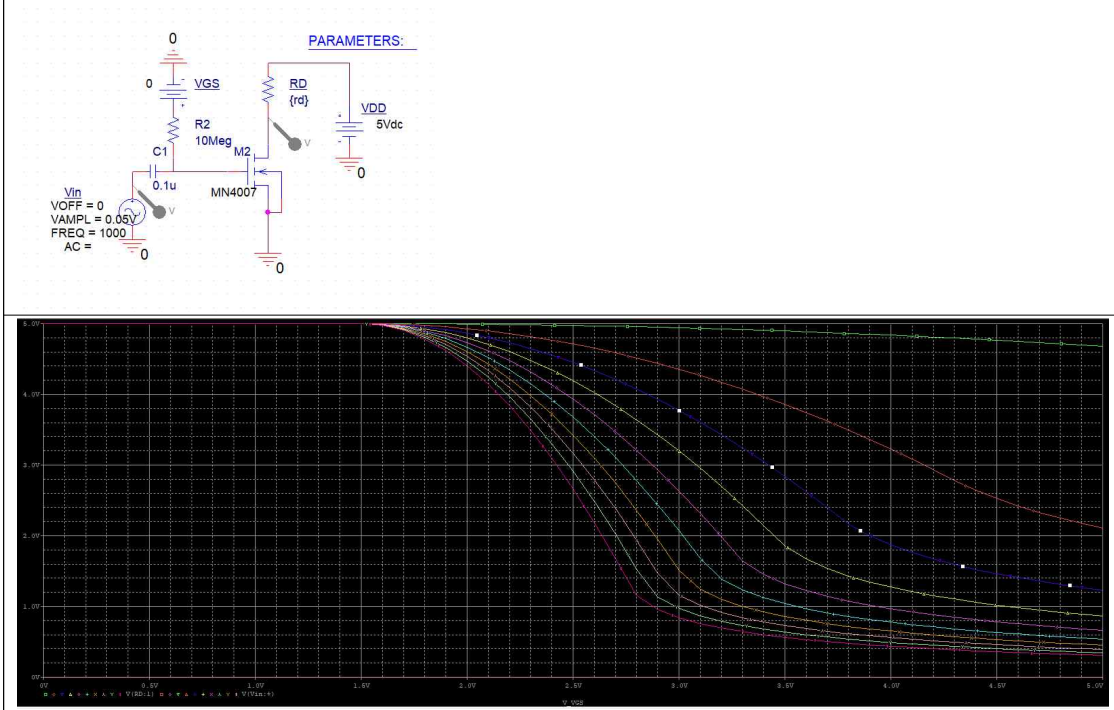 PARAMETERS:
0
0
VGS
RD
{rd}
VDD
5Vdc
R2
10Meg
C1
M2
0.1u
MN4007
0
Vin
VOFF = 0
VAMPL = 0.05V
FREQ = 1000
AC =
V
V
0
0
5.0V
4.0V
3.0V
2.0V
1.0V
0V
0V 0.5V 1.0V 1.5V 2.0V 2.5V 3.0V 3.5V 4.0V 4.5V 5.0V
V(RD:1) V(Vin:+)
V_VGS